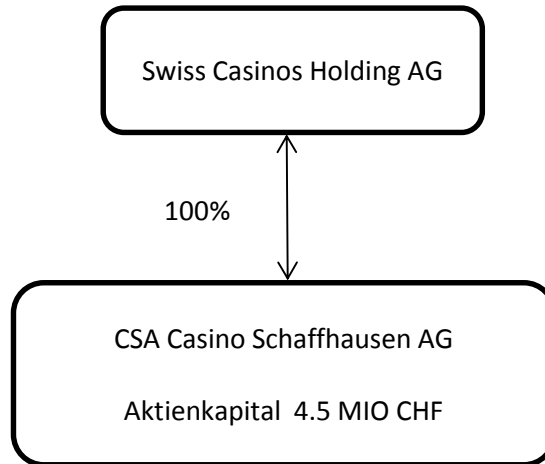 Swiss Casinos Holding AG
100%
CSA Casino Schaffhausen AG
Aktienkapital 4.5 MIO CHF